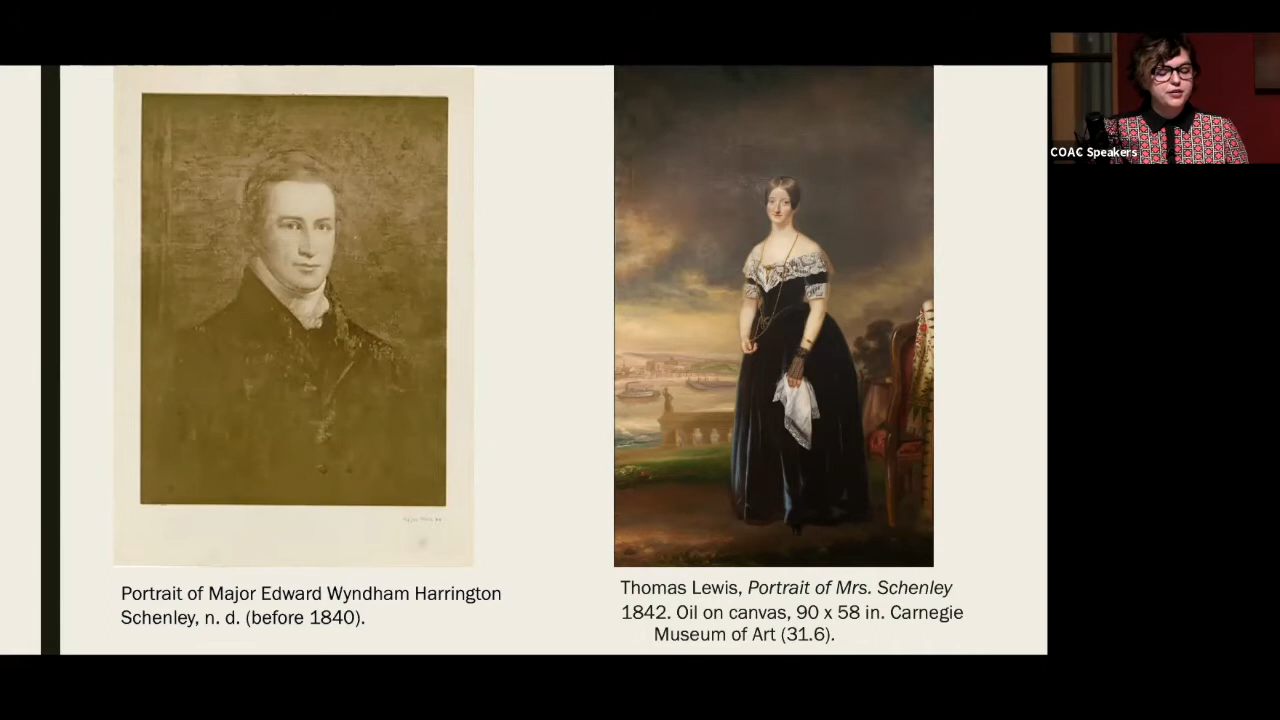 COAC Speakers
Portrait of Major Edward Wyndham Harrington
Schenley, n. d. (before 1840).
Thomas Lewis, Portrait of Mrs. Schenley
1842. Oil on canvas, 90 x 58 in. Carnegie
Museum of Art (31.6).